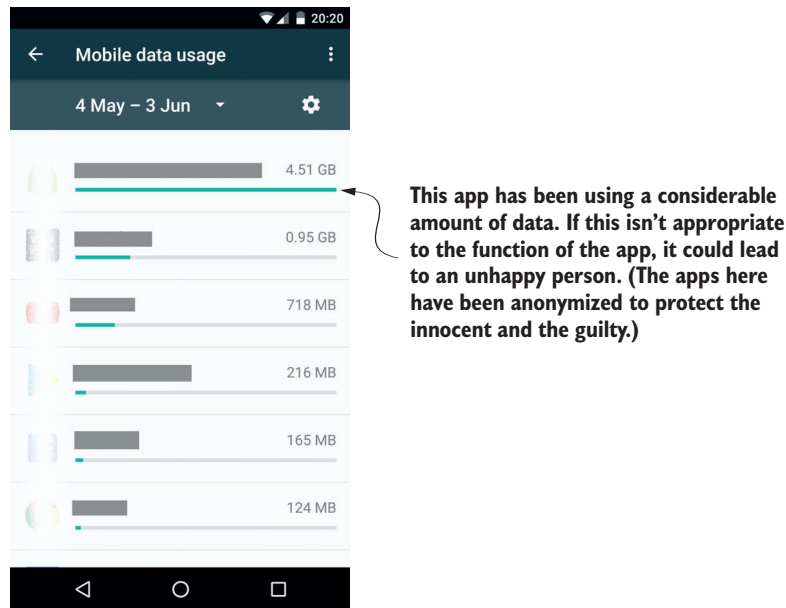 20:20
Mobile data usage
4 May – 3 Jun
4.51 GB
0.95 GB
718 MB
216 MB
165 MB
124 MB
This app has been using a considerable
amount of data. If this isn’t appropriate
to the function of the app, it could lead
to an unhappy person. (The apps here
have been anonymized to protect the
innocent and the guilty.)